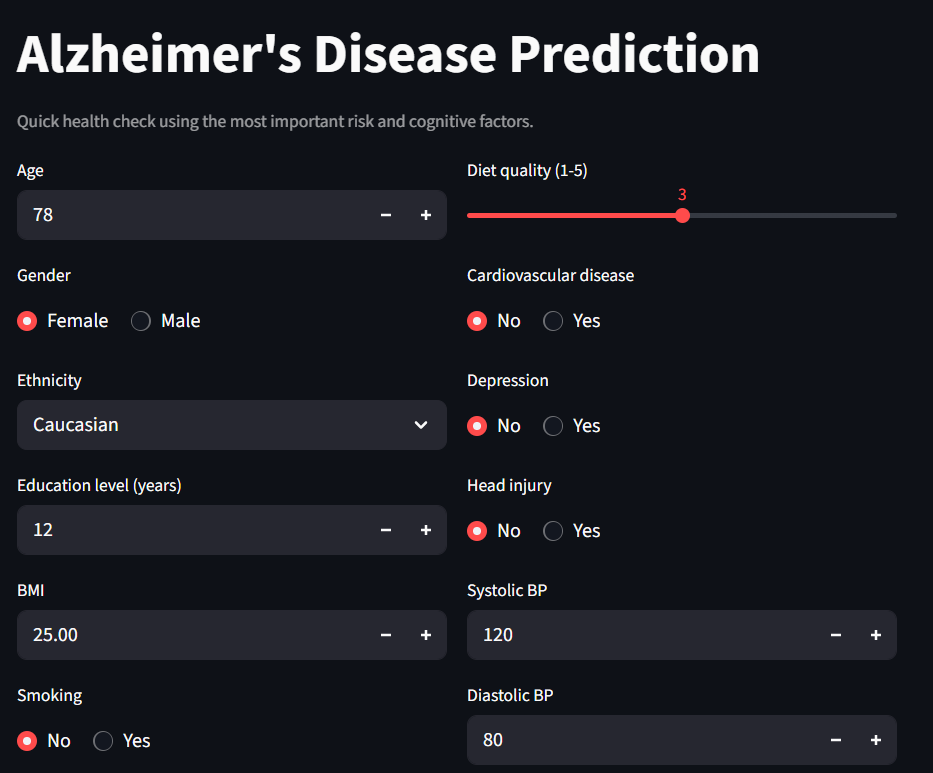 Alzheimer's Disease Prediction
Quick health check using the most important risk and cognitive factors.
Age
78
Gender
Female Male
Ethnicity
Caucasian
Education level (years)
12
BMI
25.00
Smoking
No Yes
Diet quality (1-5)
3
Cardiovascular disease
No Yes
Depression
No Yes
Head injury
No Yes
Systolic BP
120
Diastolic BP
80